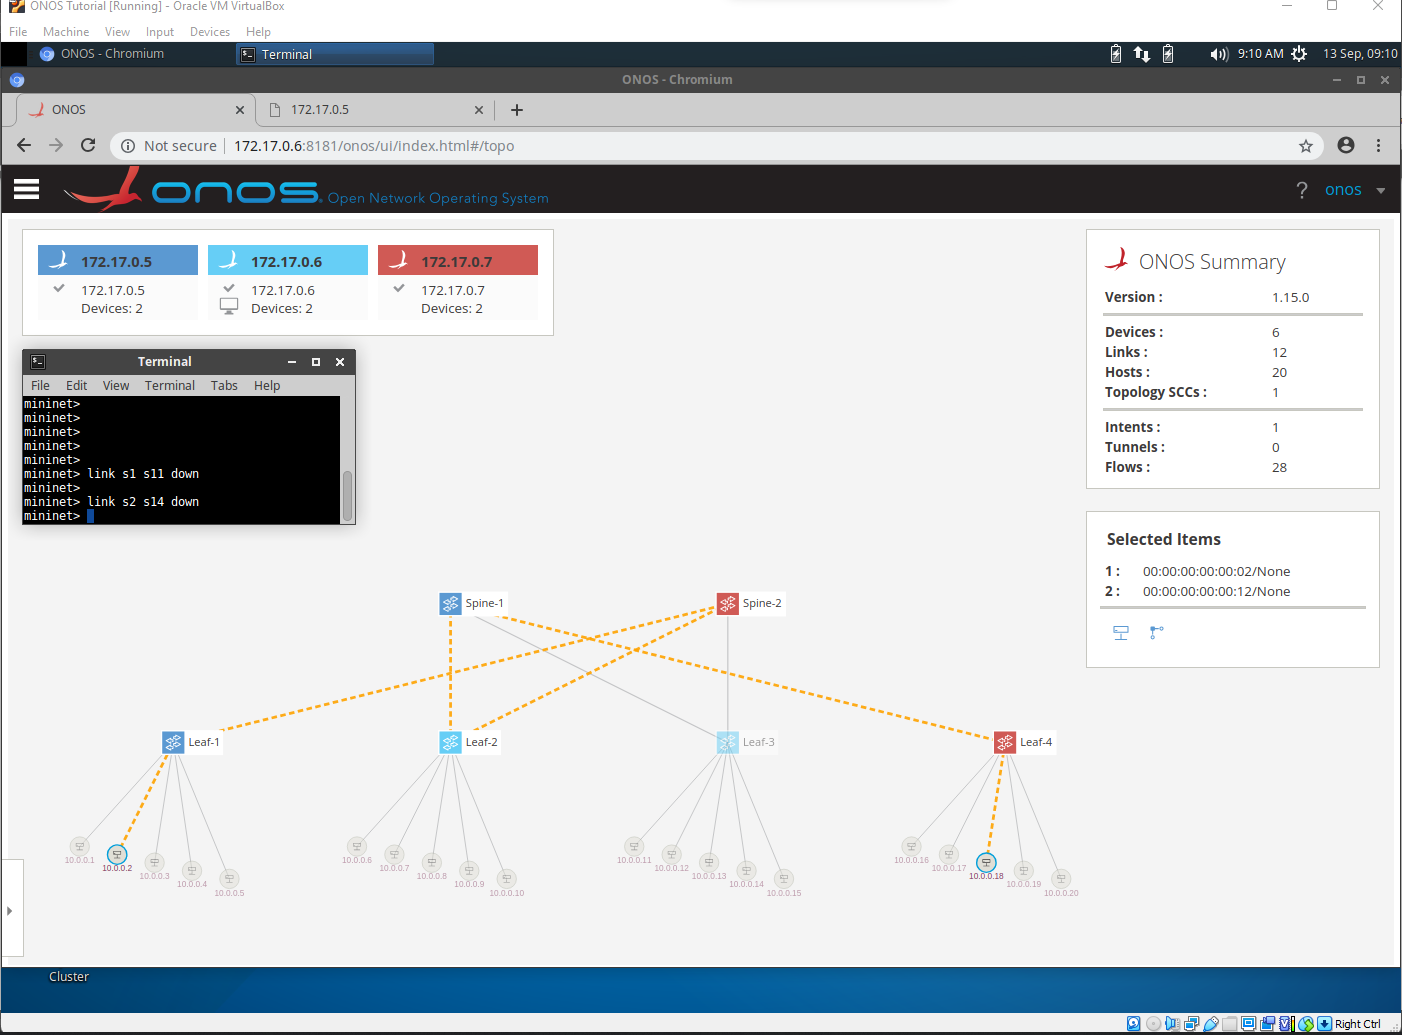 ONOS Tutorial [Running] - Oracle VM VirtualBox
File Machine View Input Devices Help
ONOS - Chromium
Terminal
9:10 AM
13 Sep, 09:10
ONOS - Chromium
ONOS
172.17.0.5
Not secure
172.17.0.6:8181/onos/ui/index.html#/topo
onos Open Network Operating System
?
onos
172.17.0.5
172.17.0.5
Devices: 2
172.17.0.6
172.17.0.6
Devices: 2
172.17.0.7
172.17.0.7
Devices: 2
ONOS Summary
Version : 1.15.0
Devices : 6
Links : 12
Hosts : 20
Topology SCCs : 1
Intents : 1
Tunnels : 0
Flows : 28
Terminal
File Edit View Terminal Tabs Help
mininet>
mininet>
mininet>
mininet>
mininet>
mininet> link s1 s11 down
mininet>
mininet> link s2 s14 down
mininet>
Selected Items
1 : 00:00:00:00:00:02/None
2 : 00:00:00:00:00:12/None
Spine-1
Spine-2
Leaf-1
Leaf-2
Leaf-3
Leaf-4
10.0.0.1
10.0.0.2
10.0.0.3
10.0.0.4
10.0.0.5
10.0.0.6
10.0.0.7
10.0.0.8
10.0.0.9
10.0.0.10
10.0.0.11
10.0.0.12
10.0.0.13
10.0.0.14
10.0.0.15
10.0.0.16
10.0.0.17
10.0.0.18
10.0.0.19
10.0.0.20
Cluster
Right Ctrl